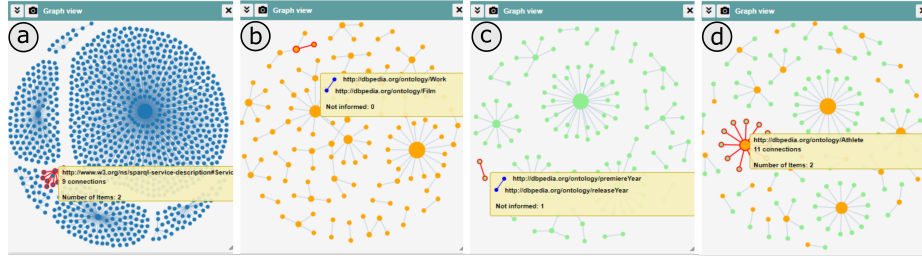 Graph view
a
http://www.w3.org/ns/sparql-service-description#Servic
9 connections
Number of Items: 2
Graph view
b
http://dbpedia.org/ontology/Work
http://dbpedia.org/ontology/Film
Not informed: 0
Graph view
c
http://dbpedia.org/ontology/premiereYear
http://dbpedia.org/ontology/releaseYear
Not informed: 1
Graph view
d
http://dbpedia.org/ontology/Athlete
11 connections
Number of Items: 2